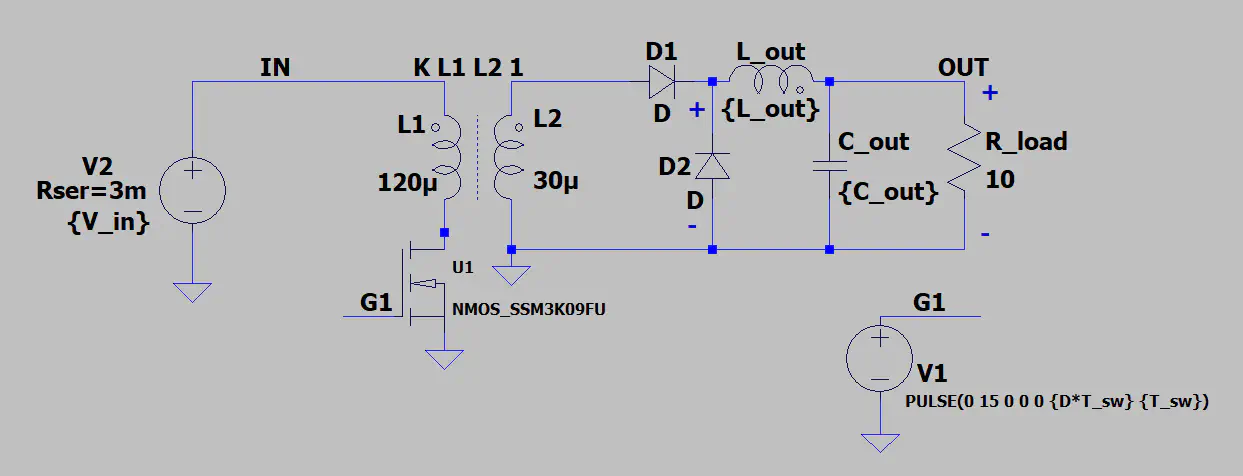 IN
K L1 L2 1
D1
L_out
OUT
+
L1
L2
D
+
{L_out}
V2
Rser=3m
{V_in}
+
-
120µ
30µ
D2
D
-
C_out
{C_out}
R_load
10
-
U1
G1
NMOS_SSM3K09FU
G1
+
-
V1
PULSE(0 15 0 0 0 {D*T_sw} {T_sw})